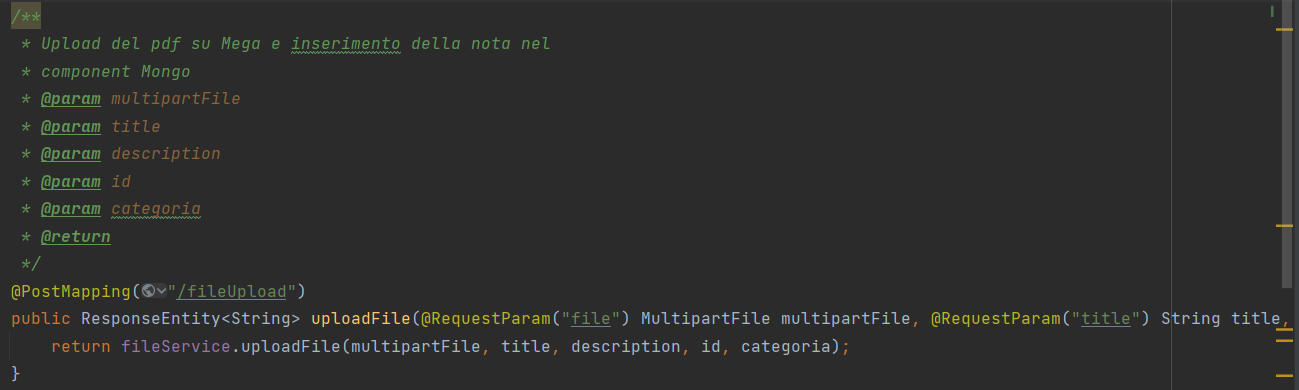 /**
 * Upload del pdf su Mega e inserimento della nota nel
 * component Mongo
 * @param multipartFile
 * @param title
 * @param description
 * @param id
 * @param categoria
 * @return
 */
@PostMapping("/fileUpload")
public ResponseEntity<String> uploadFile(@RequestParam("file") MultipartFile multipartFile, @RequestParam("title") String title,
    return fileService.uploadFile(multipartFile, title, description, id, categoria);
}